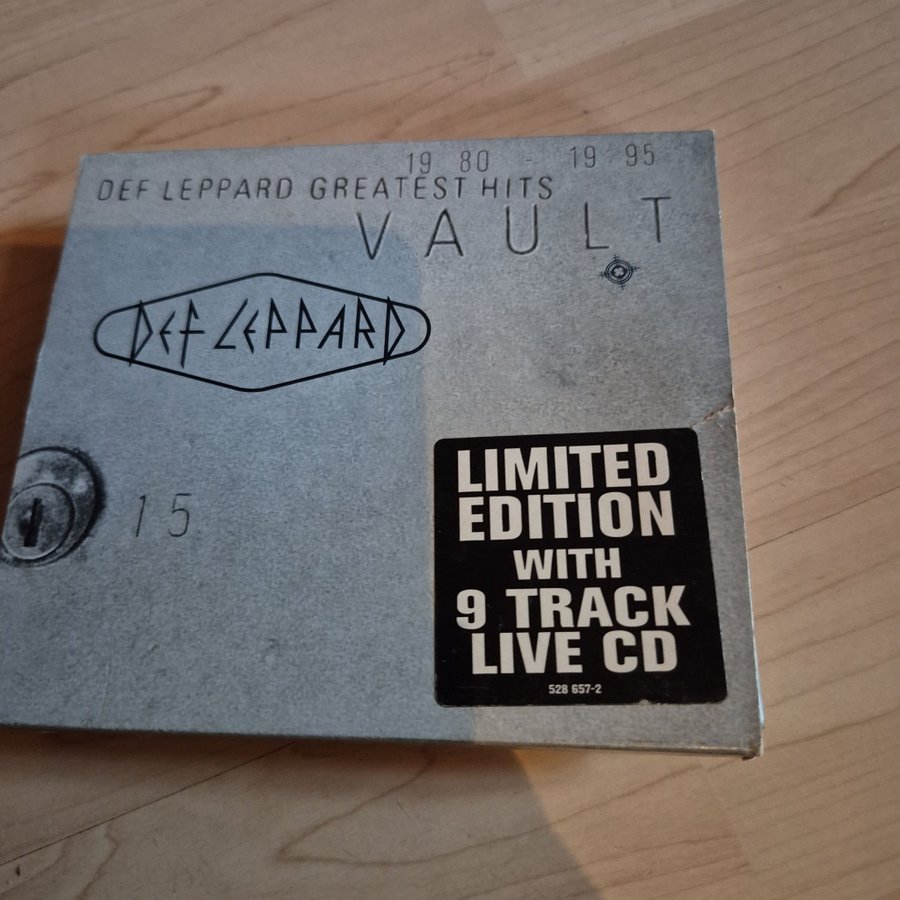 19 80 - 19 95
DEF LEPPARD GREATEST HITS
VAULT
DEF LEPPARD
15
LIMITED
EDITION
WITH
9 TRACK
LIVE CD
528 657-2